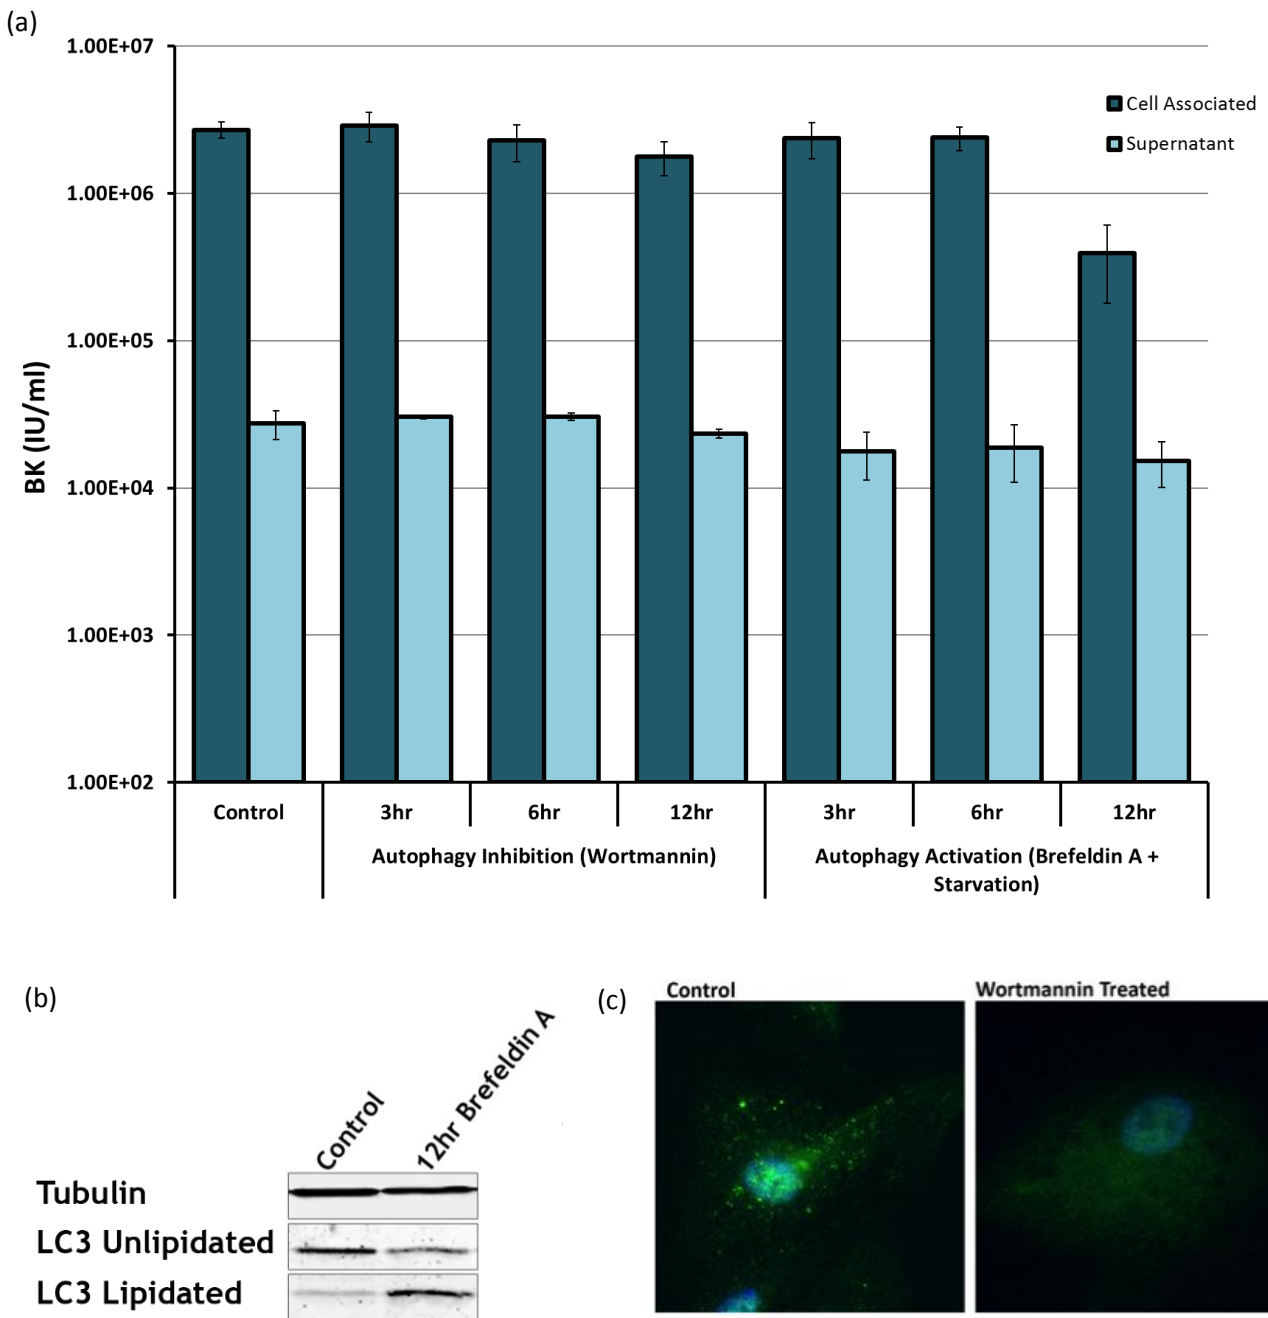 (a)
1.00E+07
1.00E+06
1.00E+05
1.00E+04
1.00E+03
1.00E+02
BK (IU/ml)
Cell Associated
Supernatant
Control
3hr
6hr
12hr
3hr
6hr
12hr
Autophagy Inhibition (Wortmannin)
Autophagy Activation (Brefeldin A +
Starvation)
(b)
Control
12hr Brefeldin A
Tubulin
LC3 Unlipidated
LC3 Lipidated
(c)
Control
Wortmannin Treated